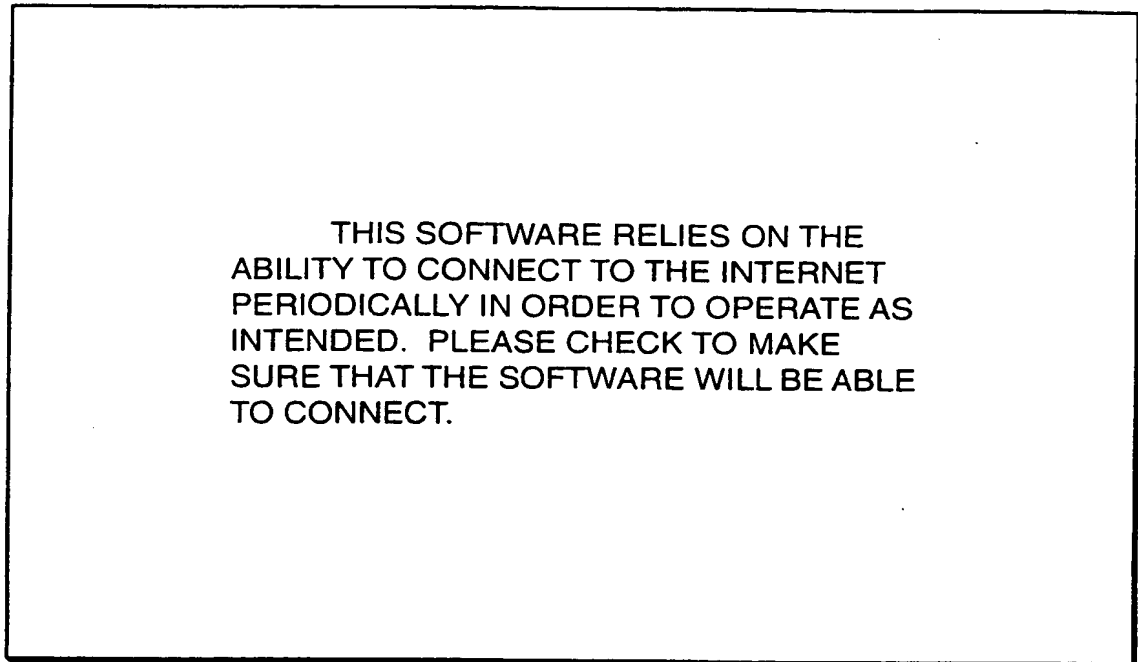 THIS SOFTWARE RELIES ON THE
ABILITY TO CONNECT TO THE INTERNET
PERIODICALLY IN ORDER TO OPERATE AS
INTENDED. PLEASE CHECK TO MAKE
SURE THAT THE SOFTWARE WILL BE ABLE
TO CONNECT.